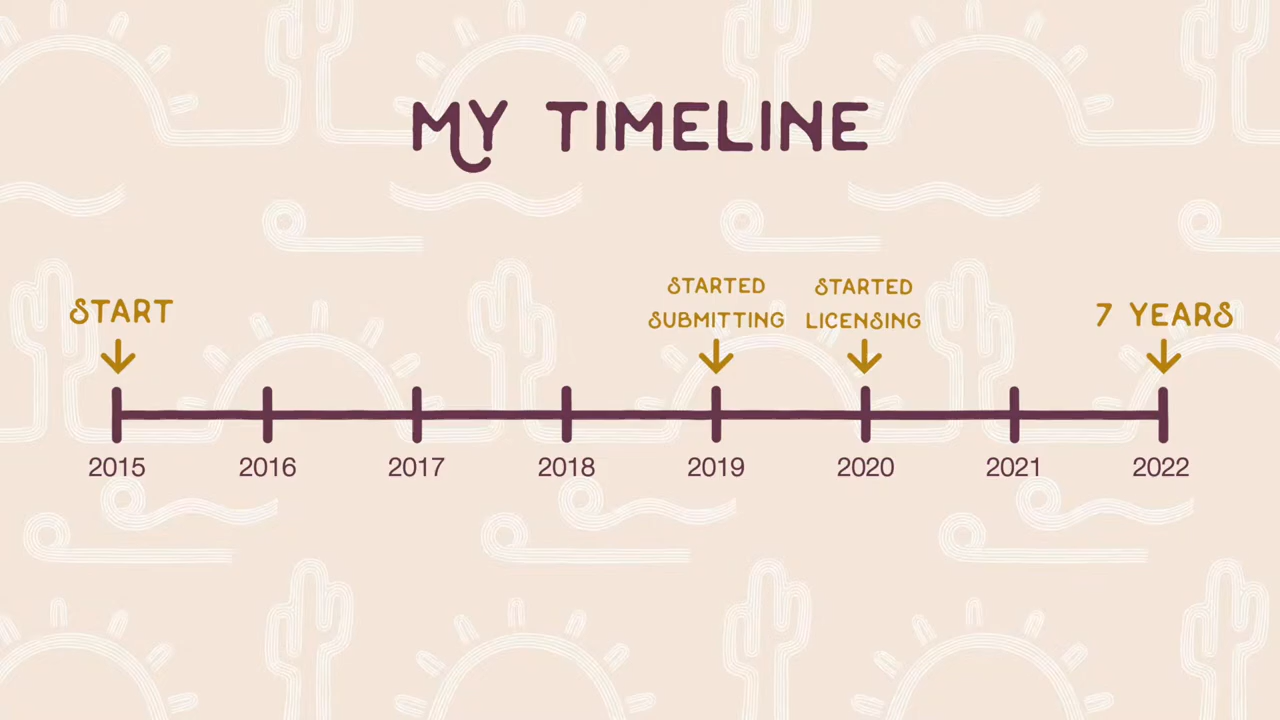 MY TIMELINE
START
STARTED
SUBMITTING
STARTED
LICENSING
7 YEARS
2015
2016
2017
2018
2019
2020
2021
2022